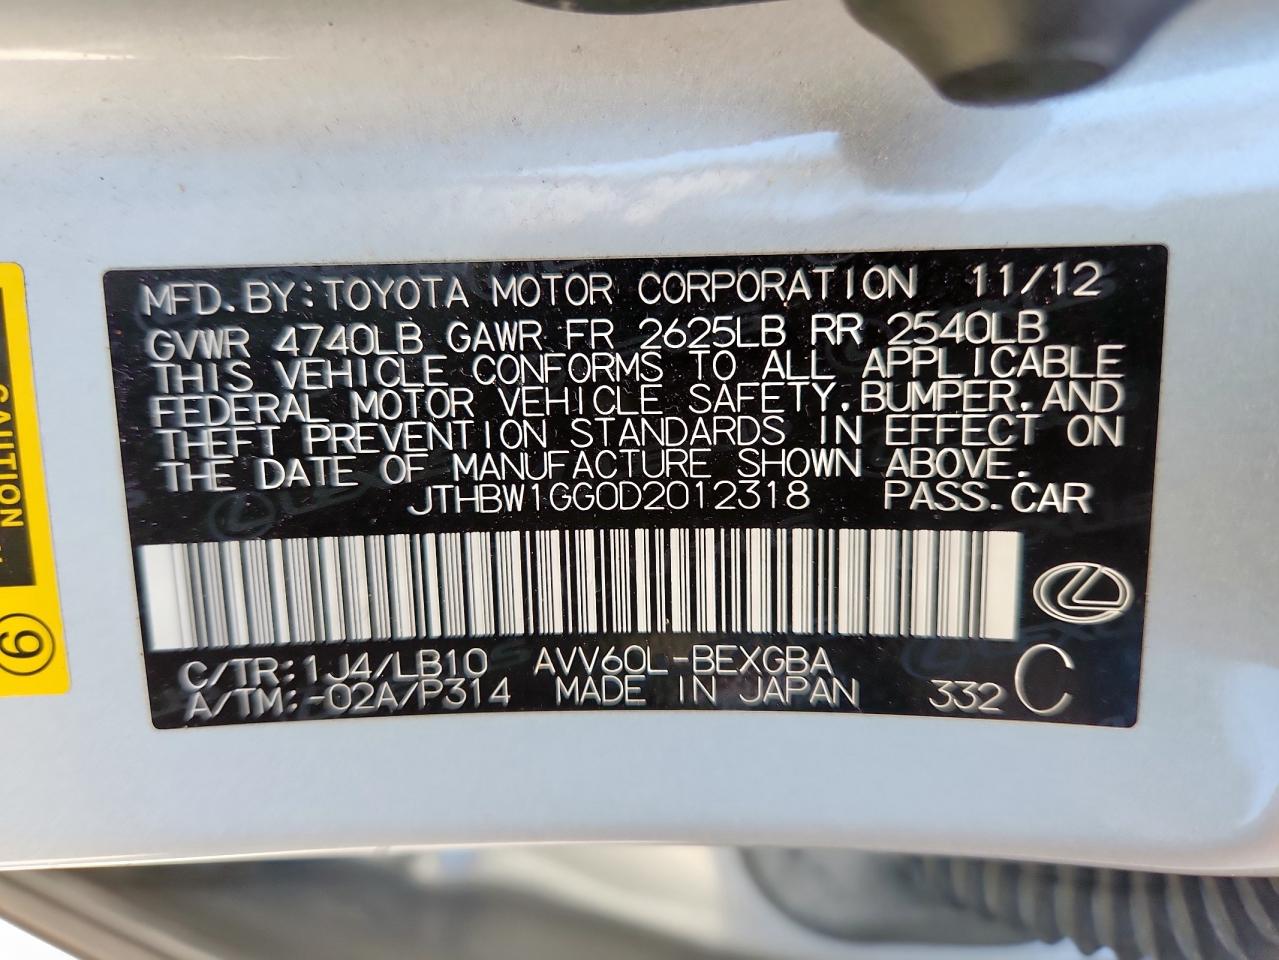 MFD.BY:TOYOTA MOTOR CORPORATION 11/12
GVWR 4740LB GAWR FR 2625LB RR 2540LB
THIS VEHICLE CONFORMS TO ALL APPLICABLE
FEDERAL MOTOR VEHICLE SAFETY,BUMPER,AND
THEFT PREVENTION STANDARDS IN EFFECT ON
THE DATE OF MANUFACTURE SHOWN ABOVE.
JTHBW1GG0D2012318 PASS.CAR
C/TR:1J4/LB10 AVV60L-BEXGBA
A/TM:-02A/P314 MADE IN JAPAN 332 C
CAUTION
9